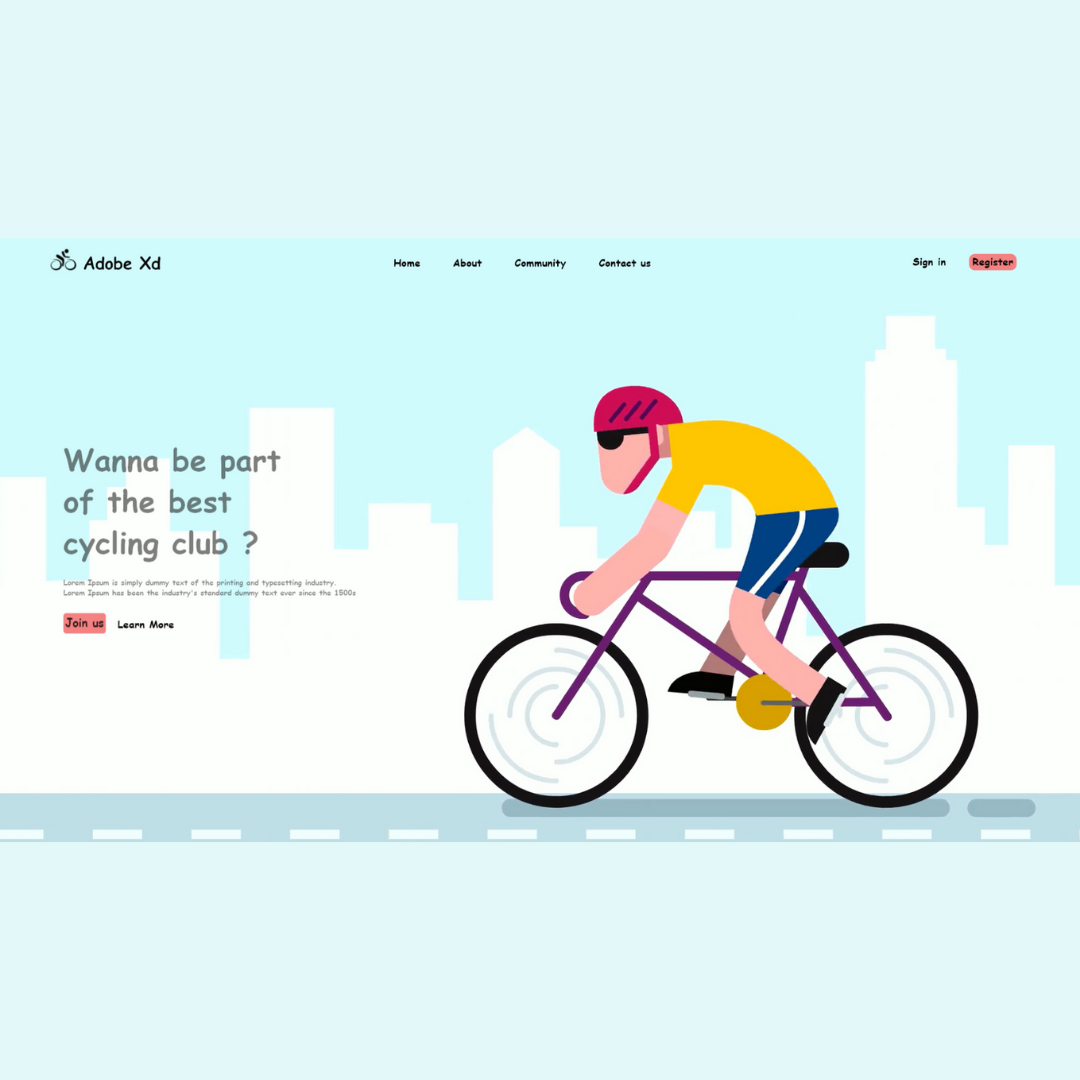 Adobe Xd
Home About Community Contact us
Sign in Register
Wanna be part
of the best
cycling club ?
Lorem Ipsum is simply dummy text of the printing and typesetting industry.
Lorem Ipsum has been the industry's standard dummy text ever since the 1500s
Join us Learn More